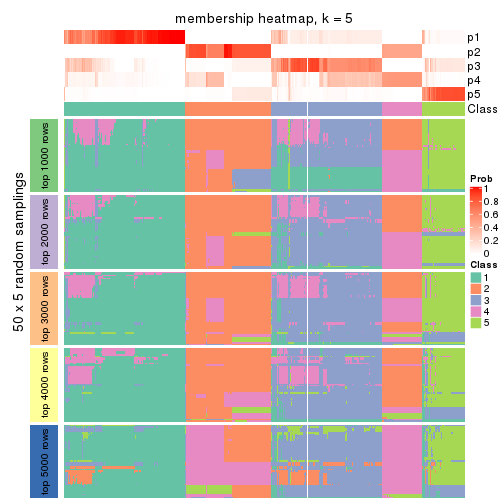 membership heatmap, k = 5
p1
p2
p3
p4
p5
Class
50 x 5 random samplings
top 1000 rows
top 2000 rows
top 3000 rows
top 4000 rows
top 5000 rows
Prob
1
0.8
0.6
0.4
0.2
0
Class
1
2
3
4
5